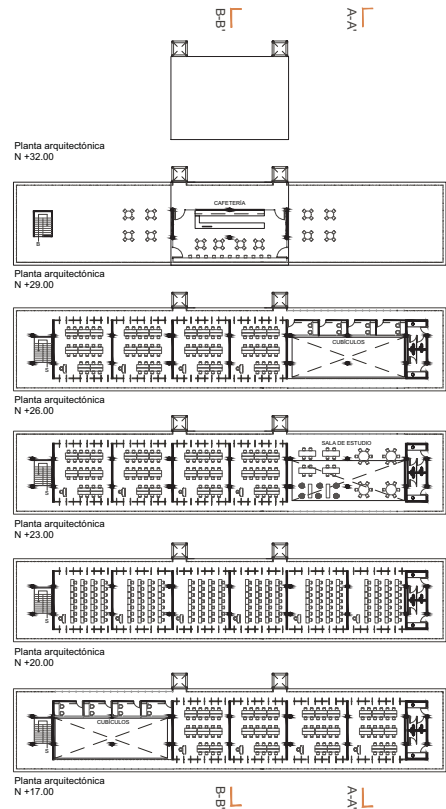 B-B'
A-A'
Planta arquitectónica
N +32.00
CAFETERÍA
B
Planta arquitectónica
N +29.00
CUBÍCULOS
S
Planta arquitectónica
N +26.00
SALA DE ESTUDIO
S
Planta arquitectónica
N +23.00
S
Planta arquitectónica
N +20.00
CUBÍCULOS
S
Planta arquitectónica
N +17.00
B-B'
A-A'